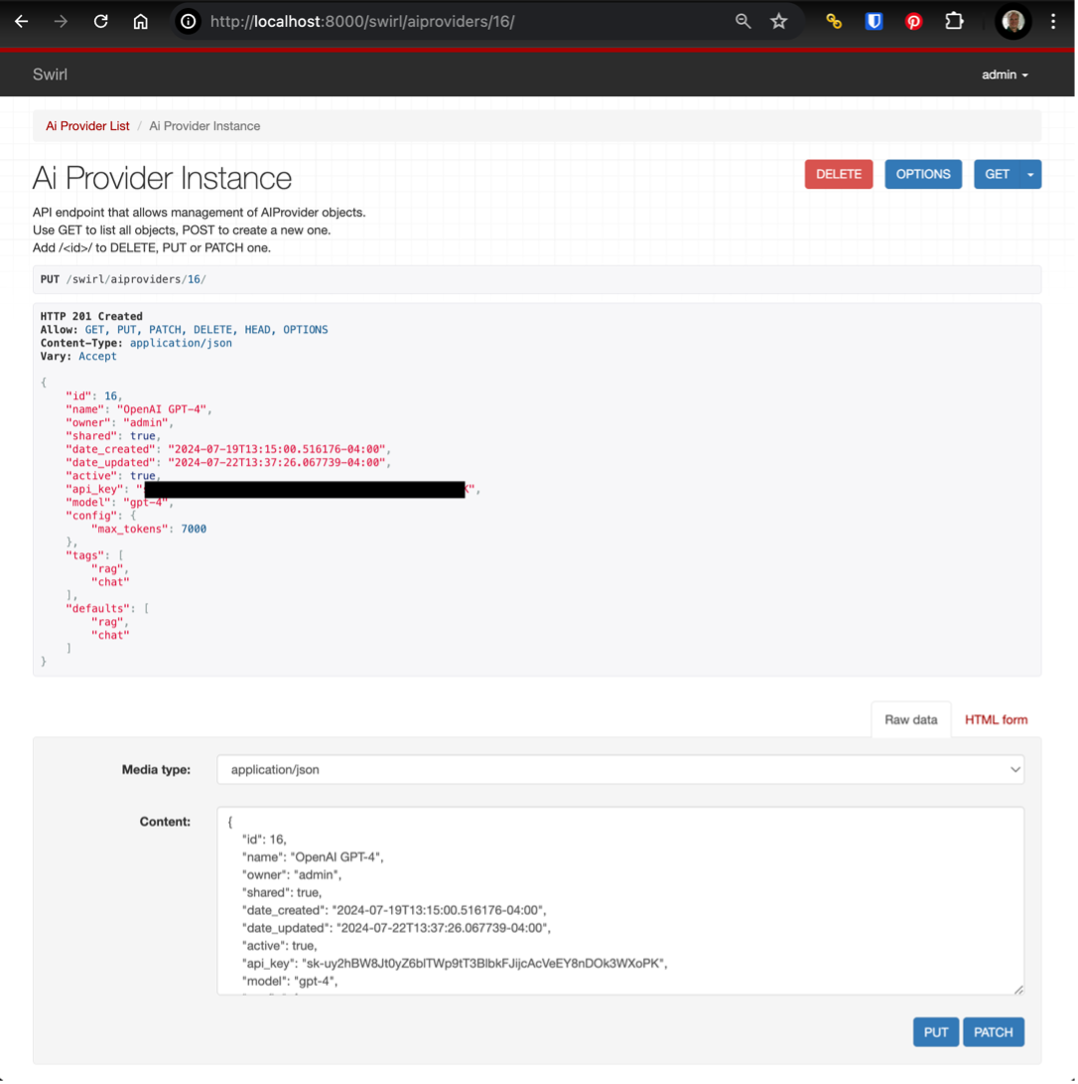 http://localhost:8000/swirl/aiproviders/16/
Swirl
admin
Ai Provider List / Ai Provider Instance
Ai Provider Instance
DELETE
OPTIONS
GET
API endpoint that allows management of AIProvider objects.
Use GET to list all objects, POST to create a new one.
Add /<id>/ to DELETE, PUT or PATCH one.
PUT /swirl/aiproviders/16/
HTTP 201 Created
Allow: GET, PUT, PATCH, DELETE, HEAD, OPTIONS
Content-Type: application/json
Vary: Accept
{
"id": 16,
"name": "OpenAI GPT-4",
"owner": "admin",
"shared": true,
"date_created": "2024-07-19T13:15:00.516176-04:00",
"date_updated": "2024-07-22T13:37:26.067739-04:00",
"active": true,
"api_key": "",
"model": "gpt-4",
"config": {
"max_tokens": 7000
},
"tags": [
"rag",
"chat"
],
"defaults": [
"rag",
"chat"
]
}
Raw data
HTML form
Media type:
application/json
Content:
{
"id": 16,
"name": "OpenAI GPT-4",
"owner": "admin",
"shared": true,
"date_created": "2024-07-19T13:15:00.516176-04:00",
"date_updated": "2024-07-22T13:37:26.067739-04:00",
"active": true,
"api_key": "",
"model": "gpt-4",
PUT
PATCH